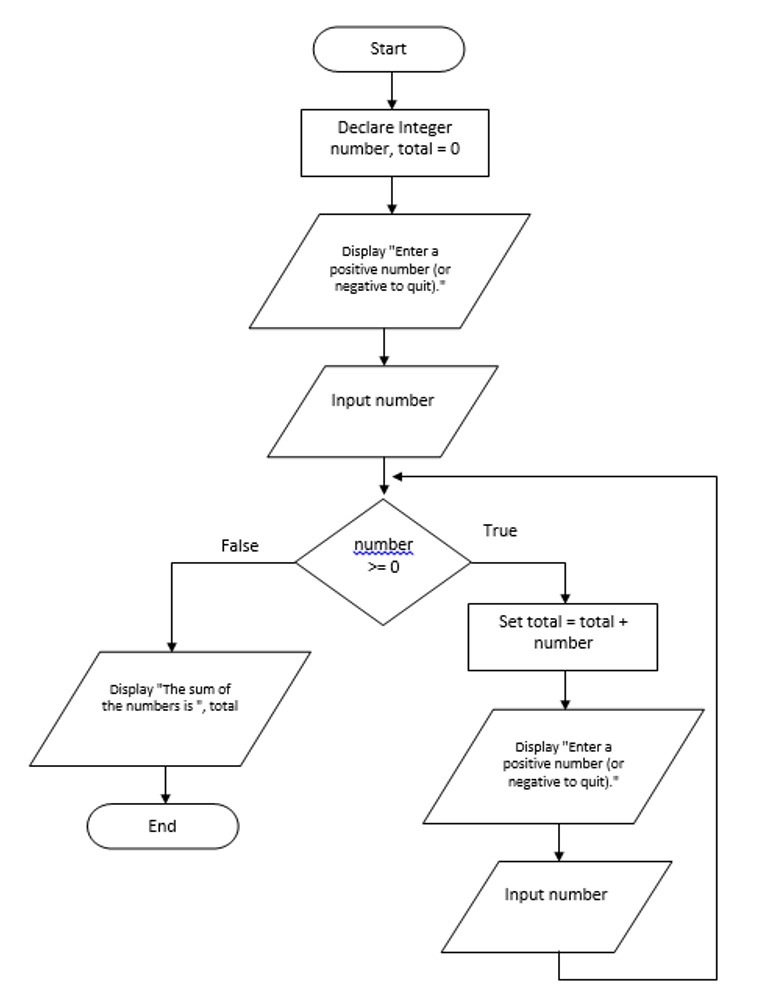 Start
Declare Integer
number, total = 0
Display "Enter a
positive number (or
negative to quit)."
Input number
number
>= 0
False
True
Set total = total +
number
Display "The sum of
the numbers is ", total
Display "Enter a
positive number (or
negative to quit)."
End
Input number